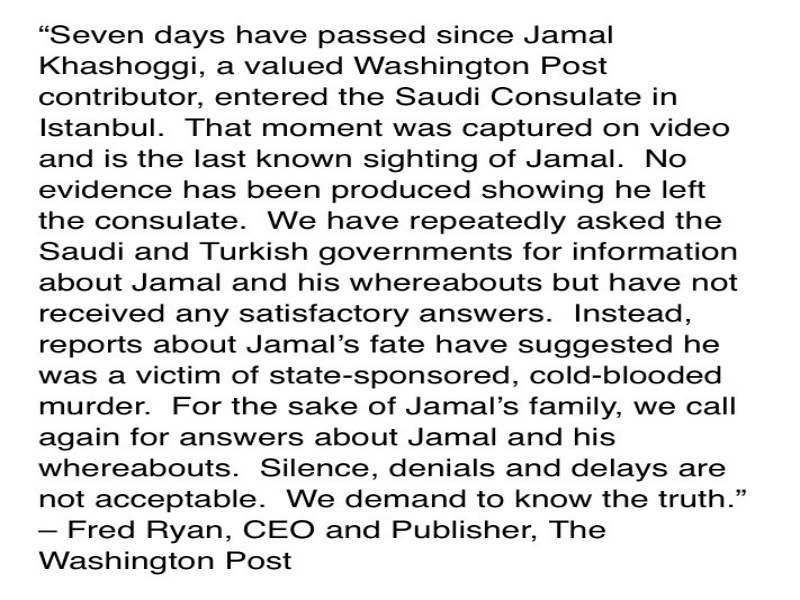 “Seven days have passed since Jamal
Khashoggi, a valued Washington Post
contributor, entered the Saudi Consulate in
Istanbul.  That moment was captured on video
and is the last known sighting of Jamal.  No
evidence has been produced showing he left
the consulate.  We have repeatedly asked the
Saudi and Turkish governments for information
about Jamal and his whereabouts but have not
received any satisfactory answers.  Instead,
reports about Jamal’s fate have suggested he
was a victim of state-sponsored, cold-blooded
murder.  For the sake of Jamal’s family, we call
again for answers about Jamal and his
whereabouts.  Silence, denials and delays are
not acceptable.  We demand to know the truth.”
– Fred Ryan, CEO and Publisher, The
Washington Post